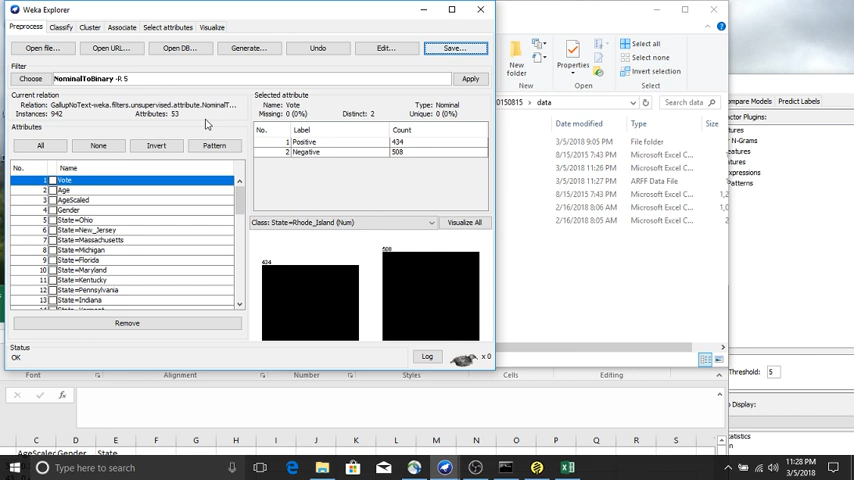 Weka Explorer
Preprocess Classify Cluster Associate Select attributes Visualize
Open file... Open URL... Open DB... Generate... Undo Edit... Save...
Filter
Choose NominalToBinary -R 5 Apply
Current relation
Relation: GallupNoText-weka.filters.unsupervised.attribute.NominalT...
Instances: 942 Attributes: 53
Selected attribute
Name: Vote Type: Nominal
Missing: 0 (0%) Distinct: 2 Unique: 0 (0%)
Attributes
All None Invert Pattern
No. Name
1 Vote
2 Age
3 AgeScaled
4 Gender
5 State=Ohio
6 State=New_Jersey
7 State=Massachusetts
8 State=Michigan
9 State=Florida
10 State=Maryland
11 State=Kentucky
12 State=Pennsylvania
13 State=Indiana
Remove
No. Label Count
1 Positive 434
2 Negative 508
Class: State=Rhode_Island (Num) Visualize All
434
508
Status
OK
Log x 0
New folder
Properties
Select all
Select none
Invert selection
New Open Select
0150815 data
Search data
Date modified Type Size
3/5/2018 9:05 PM File folder
8/15/2015 7:43 PM Microsoft Excel C...
3/5/2018 11:27 PM Microsoft Excel C...
3/5/2018 11:27 PM ARFF Data File
8/15/2015 7:43 PM Microsoft Excel C... 1,2
2/16/2018 8:06 AM Microsoft Excel C... 1,0
2/16/2018 8:05 AM Microsoft Excel C...
ompare Models Predict Labels
actor Plugins:
tures
r N-Grams
eatures
xpressions
Patterns
Threshold: 5
o Display:
tatistics
n
Font Alignment Number Styles Cells Editing
fx
C D E F G H I J K L M N O P Q R S
AgeScaled Gender State
Type here to search
11:28 PM
3/5/2018